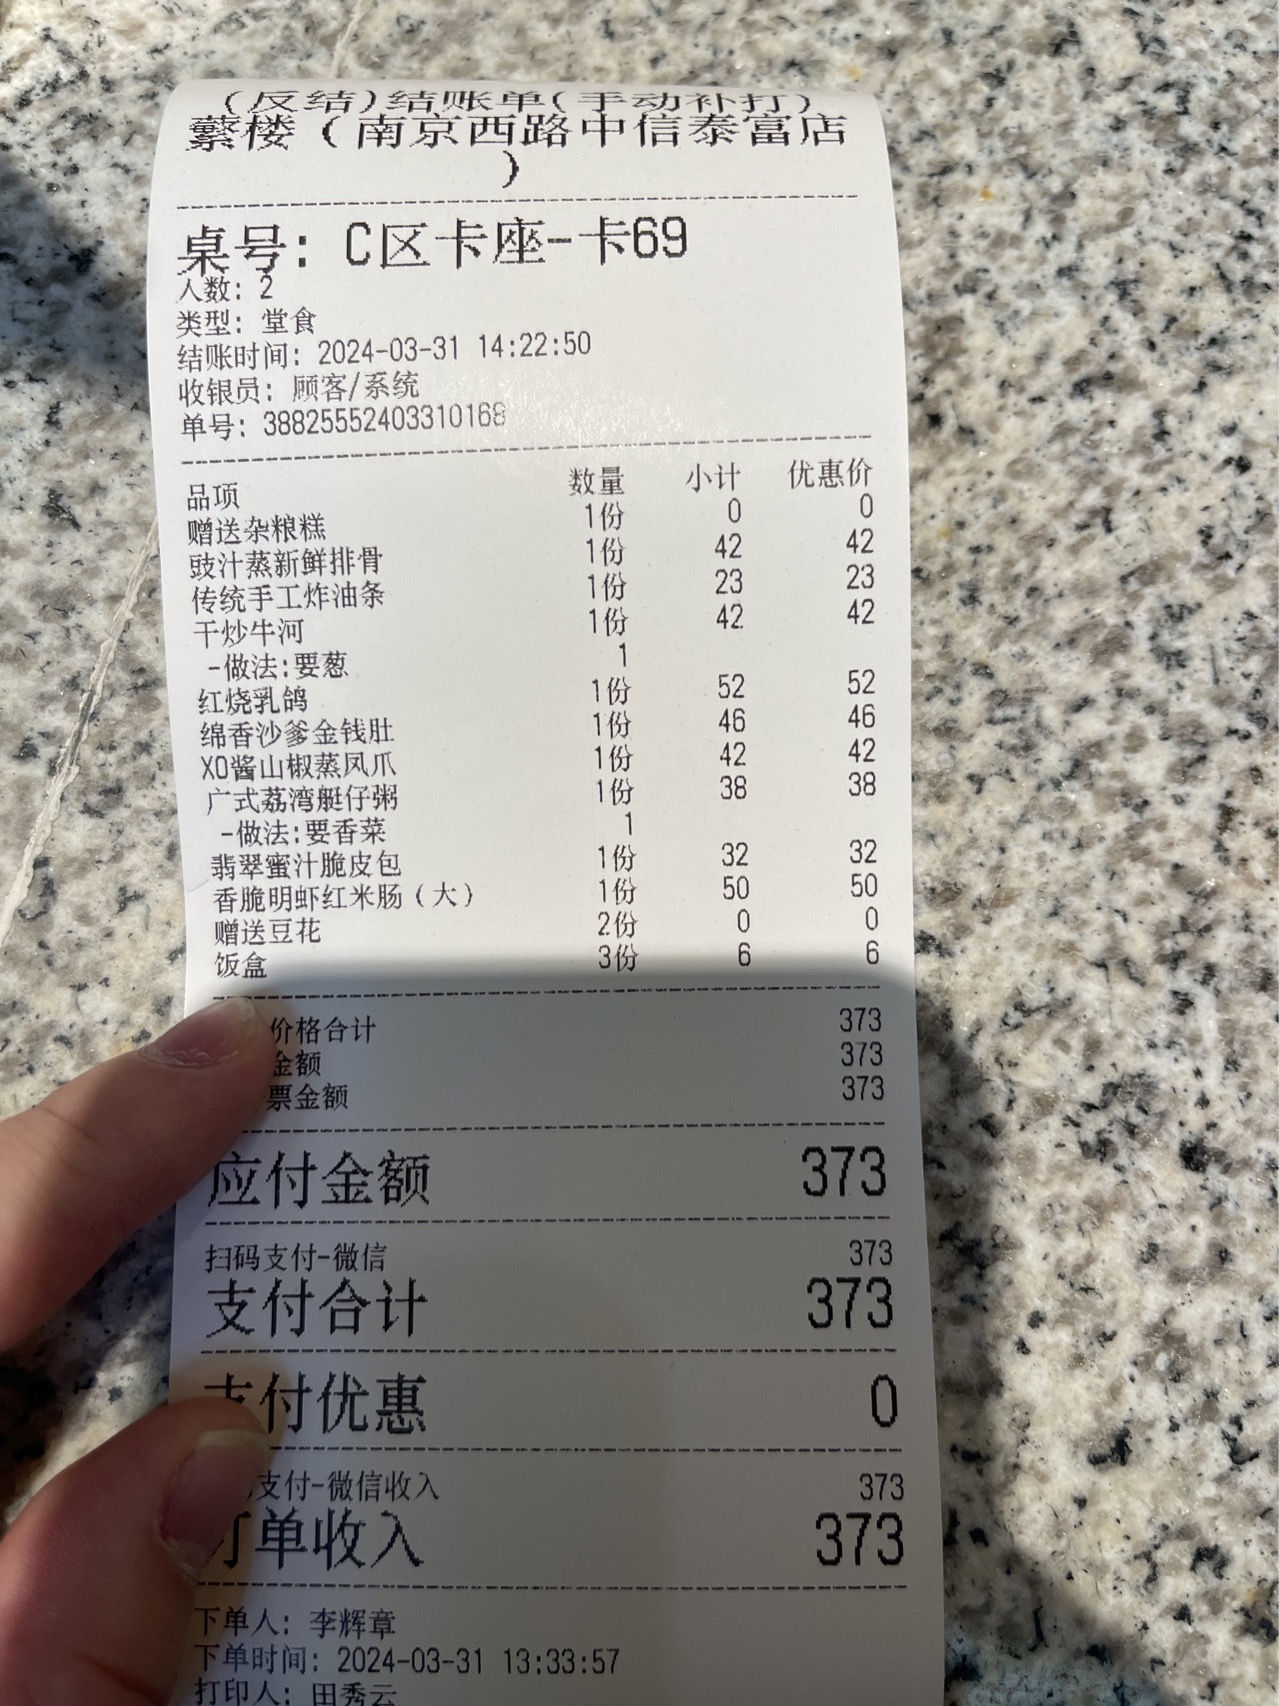 (反结)结账单(手动补打)
蘩楼(南京西路中信泰富店
)
桌号: C区卡座-卡69
人数: 2
类型: 堂食
结账时间: 2024-03-31 14:22:50
收银员: 顾客/系统
单号: 38825552403310168
品项 数量 小计 优惠价
赠送杂粮糕 1份 0 0
豉汁蒸新鲜排骨 1份 42 42
传统手工炸油条 1份 23 23
干炒牛河 1份 42 42
-做法:要葱 1
红烧乳鸽 1份 52 52
绵香沙爹金钱肚 1份 46 46
XO酱山椒蒸凤爪 1份 42 42
广式荔湾艇仔粥 1份 38 38
-做法:要香菜 1
翡翠蜜汁脆皮包 1份 32 32
香脆明虾红米肠(大) 1份 50 50
赠送豆花 2份 0 0
饭盒 3份 6 6
价格合计 373
金额 373
票金额 373
应付金额 373
扫码支付-微信 373
支付合计 373
支付优惠 0
支付-微信收入 373
订单收入 373
下单人: 李辉章
下单时间: 2024-03-31 13:33:57
打印人: 田秀云